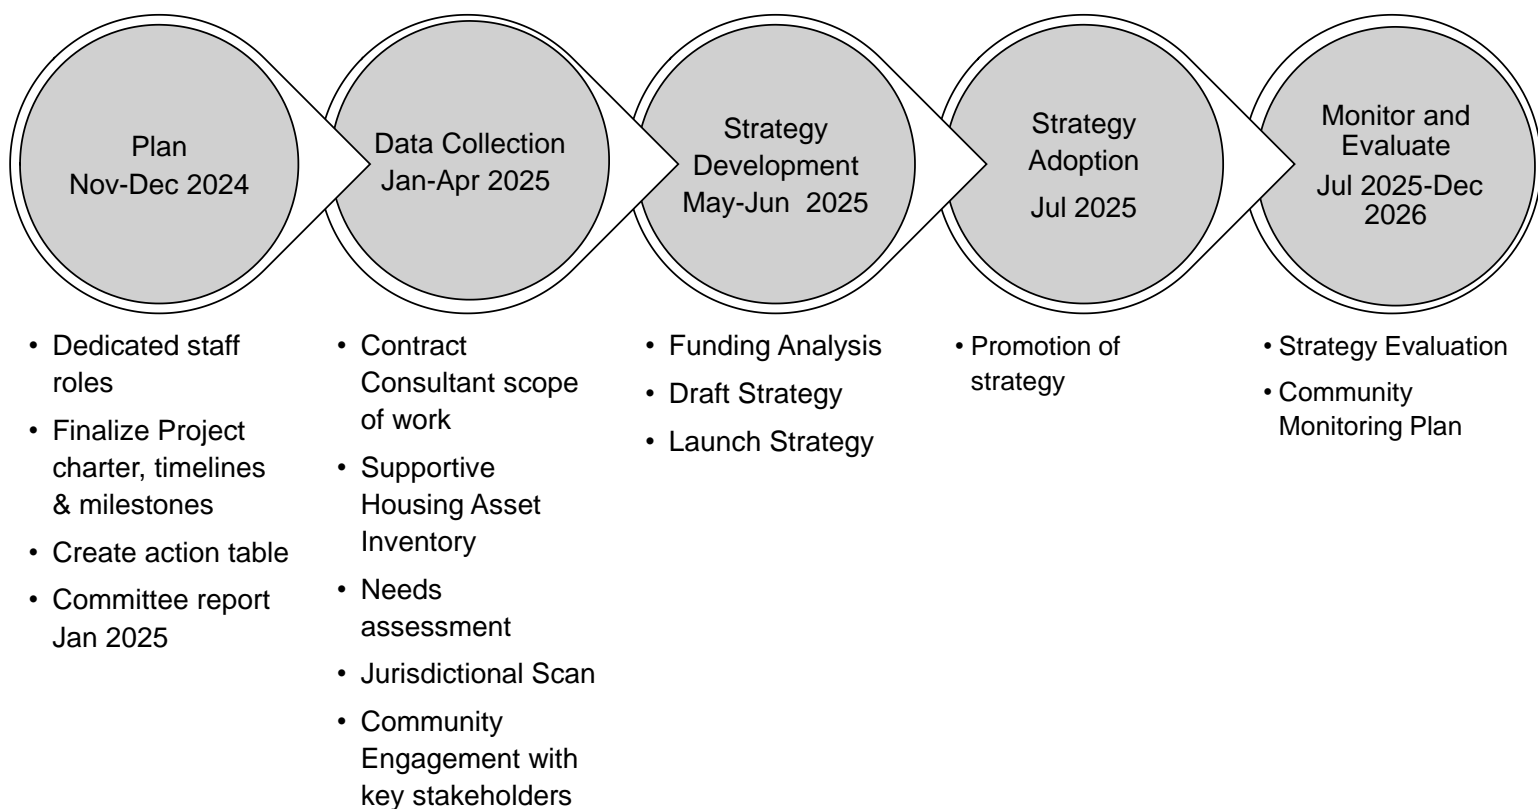 Plan
Nov-Dec 2024
• Dedicated staff
roles
• Finalize Project
charter, timelines
& milestones
• Create action table
• Committee report
Jan 2025
Data Collection
Jan-Apr 2025
• Contract
Consultant scope
of work
• Supportive
Housing Asset
Inventory
• Needs
assessment
• Jurisdictional Scan
• Community
Engagement with
key stakeholders
Strategy
Development
May-Jun  2025
• Funding Analysis
• Draft Strategy
• Launch Strategy
Strategy
Adoption
Jul 2025
• Promotion of
strategy
Monitor and
Evaluate
Jul 2025-Dec
2026
• Strategy Evaluation
• Community
Monitoring Plan